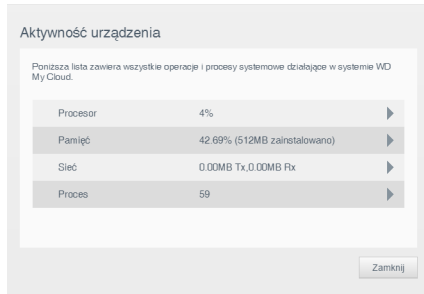 Aktywność urządzenia
Poniższa lista zawiera wszystkie operacje i procesy systemowe działające w systemie WD
My Cloud.
Procesor 4%
Pamięć 42.69% (512MB zainstalowano)
Sieć 0.00MB Tx,0.00MB Rx
Proces 59
Zamknij